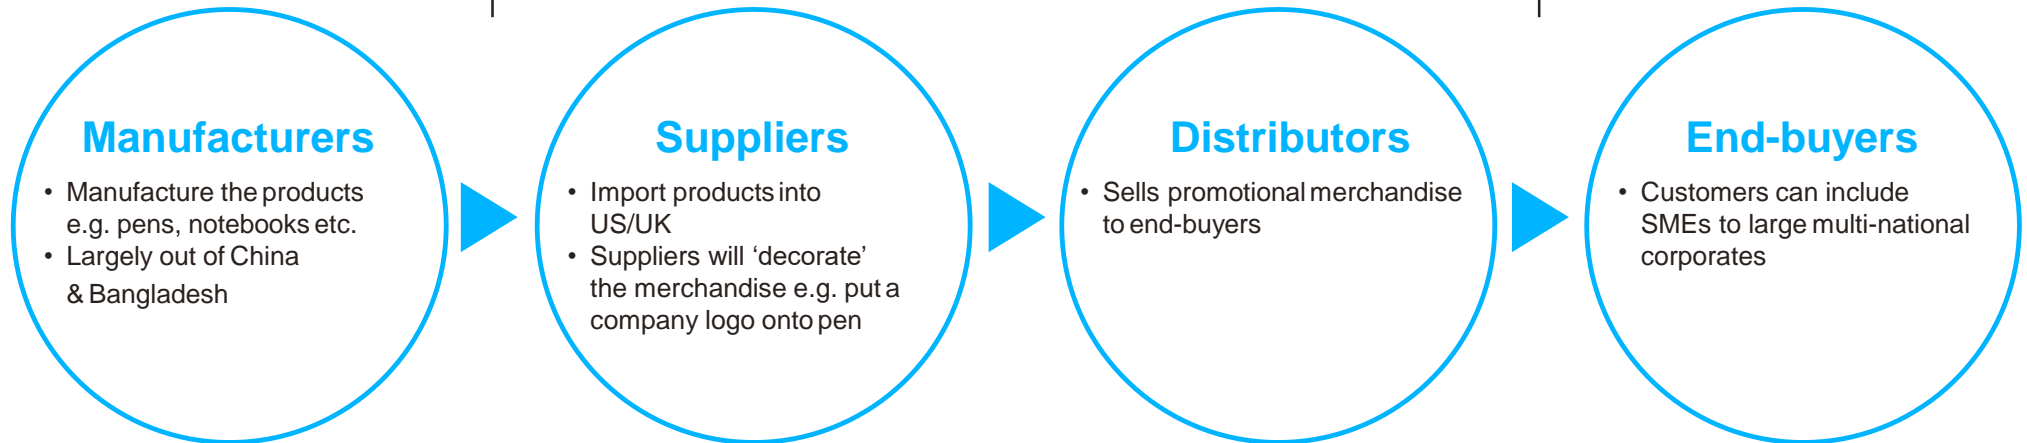 Manufacturers
• Manufacture the products
e.g. pens, notebooks etc.
• Largely out of China
& Bangladesh
Suppliers
• Import products into
US/UK
• Suppliers will ‘decorate’
the merchandise e.g. put a
company logo onto pen
Distributors
• Sells promotional merchandise
to end-buyers
End-buyers
• Customers can include
SMEs to large multi-national
corporates